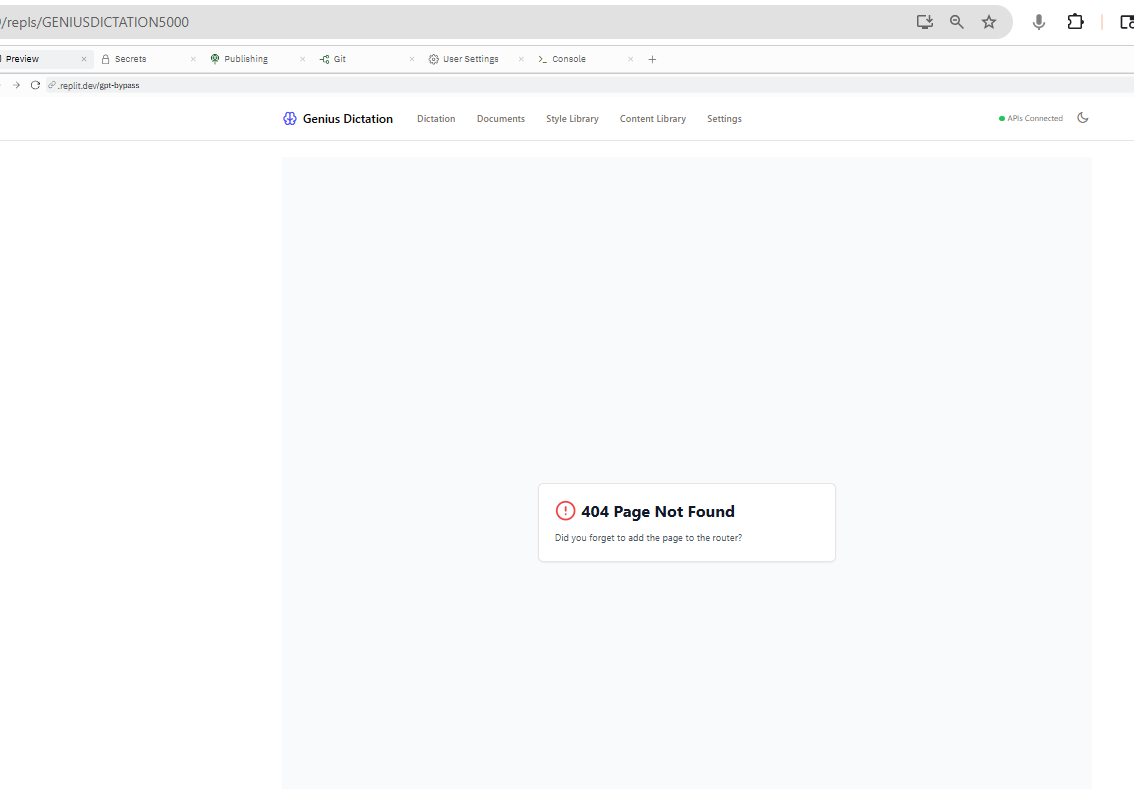 /repls/GENIUSDICTATION5000
Preview × Secrets × Publishing × Git × User Settings × Console × +
.replit.dev/gpt-bypass
Genius Dictation Dictation Documents Style Library Content Library Settings APIs Connected
404 Page Not Found
Did you forget to add the page to the router?